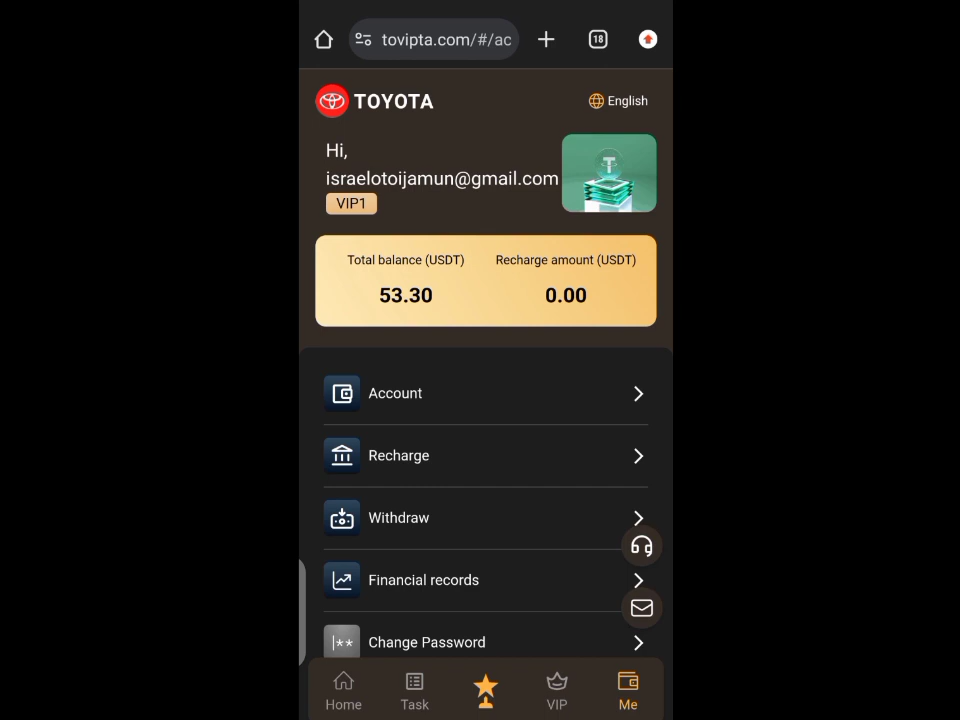 tovipta.com/#/ac
18
TOYOTA
English
Hi,
israelotoijamun@gmail.com
VIP1
Total balance (USDT) Recharge amount (USDT)
53.30 0.00
Account
Recharge
Withdraw
Financial records
|** Change Password
Home Task VIP Me